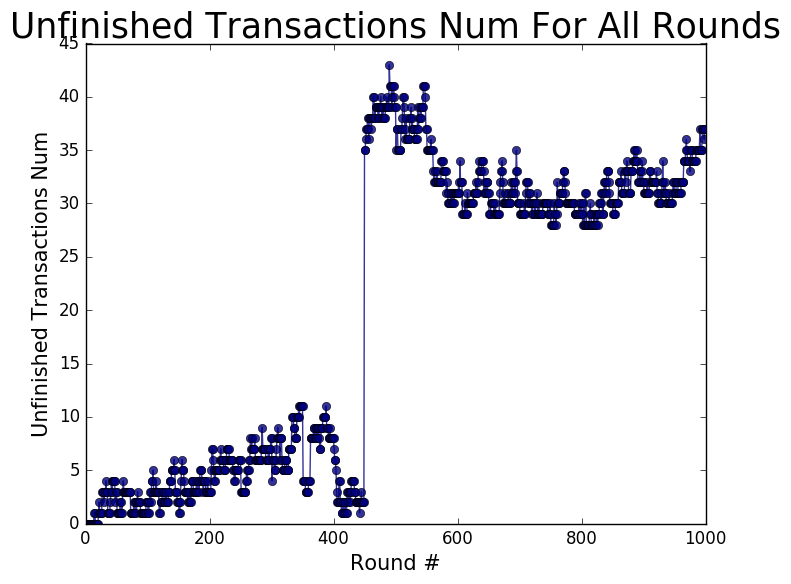 Unfinished Transactions Num For All Rounds
45
40
35
30
25
20
15
10
5
0
Unfinished Transactions Num
0 200 400 600 800 1000
Round #